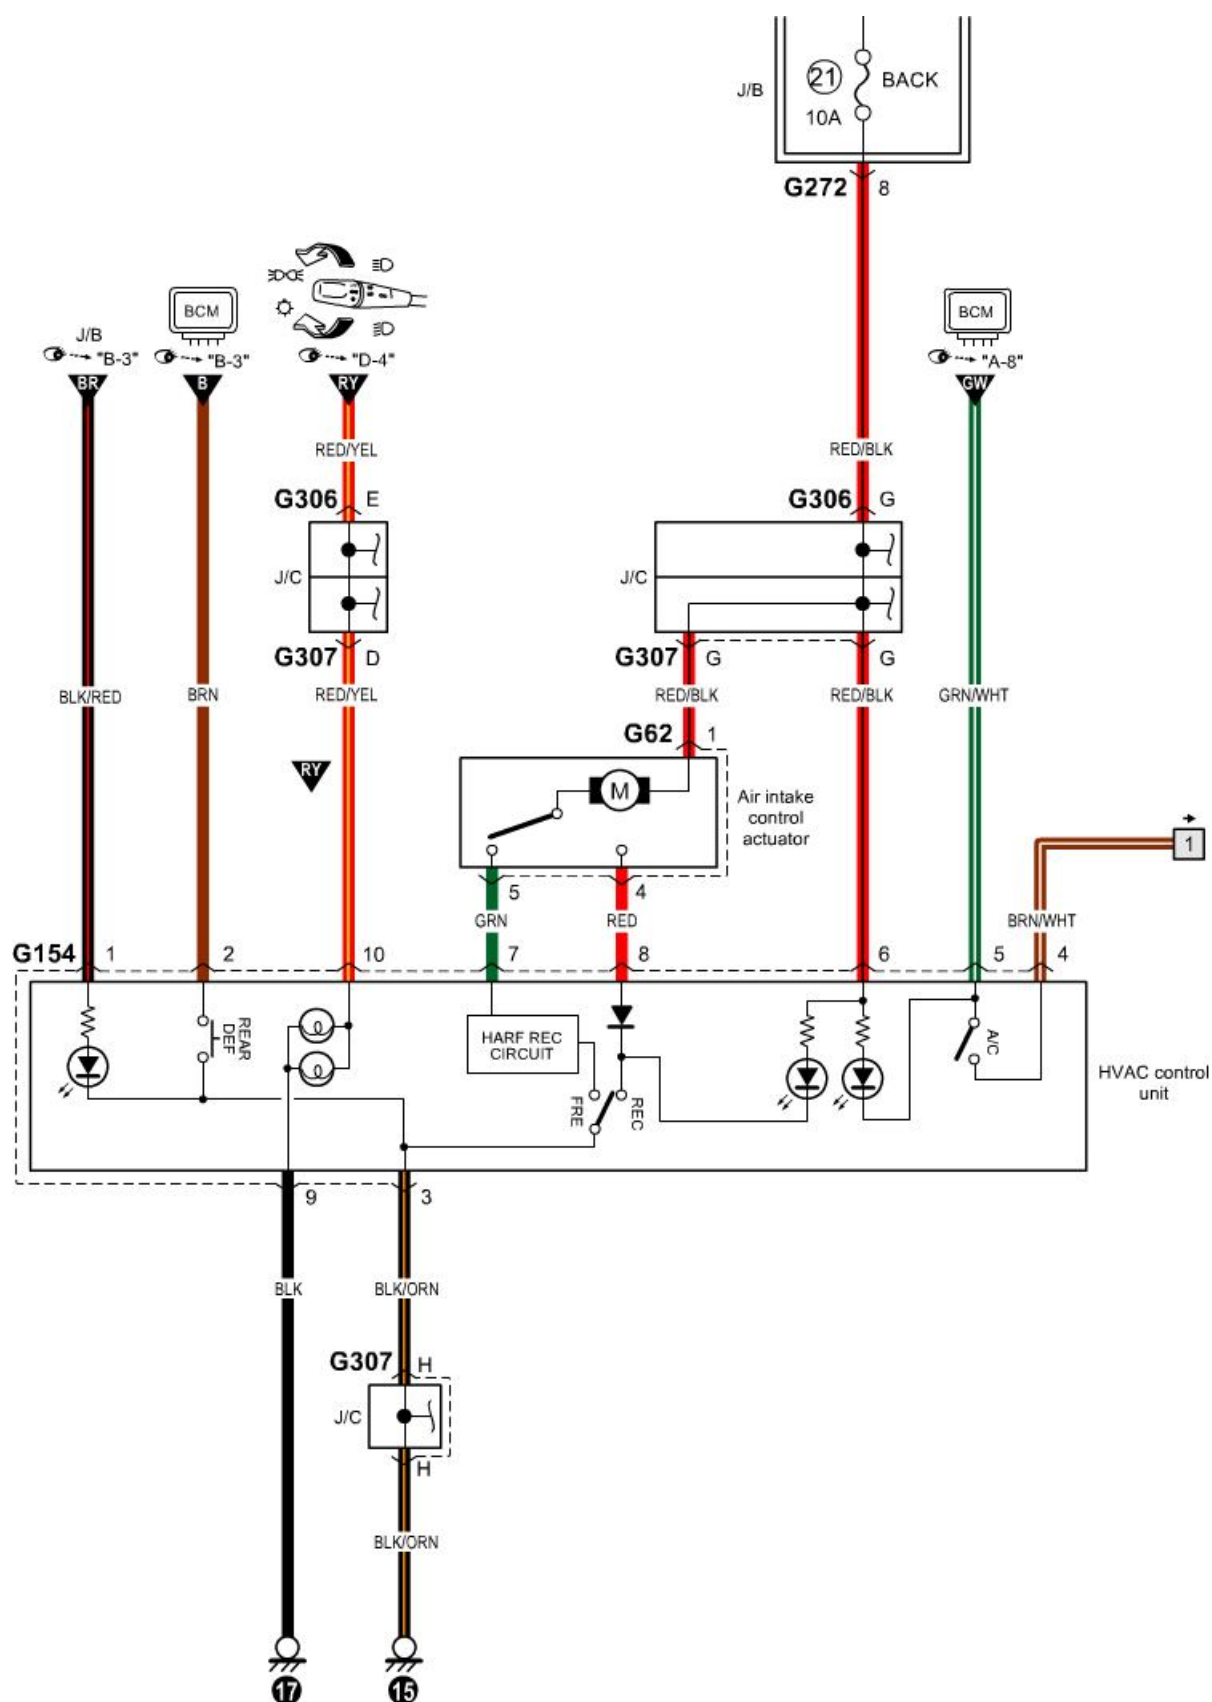 21
BACK
J/B
10A
G272 8
BCM
BCM
J/B
"B-3"
"B-3"
"D-4"
"A-8"
BR
B
RY
GW
RED/YEL
RED/BLK
G306 E
G306 G
J/C
J/C
G307 D
G307 G
G
BLK/RED
BRN
RED/YEL
RED/BLK
RED/BLK
GRN/WHT
G62 1
RY
M
Air intake
control
actuator
1
5
4
GRN
RED
BRN/WHT
G154 1
2
10
7
8
6
5
4
REAR
DEF
HARF REC
CIRCUIT
A/C
FRE
REC
HVAC control
unit
9
3
BLK
BLK/ORN
G307 H
J/C
H
BLK/ORN
17
15